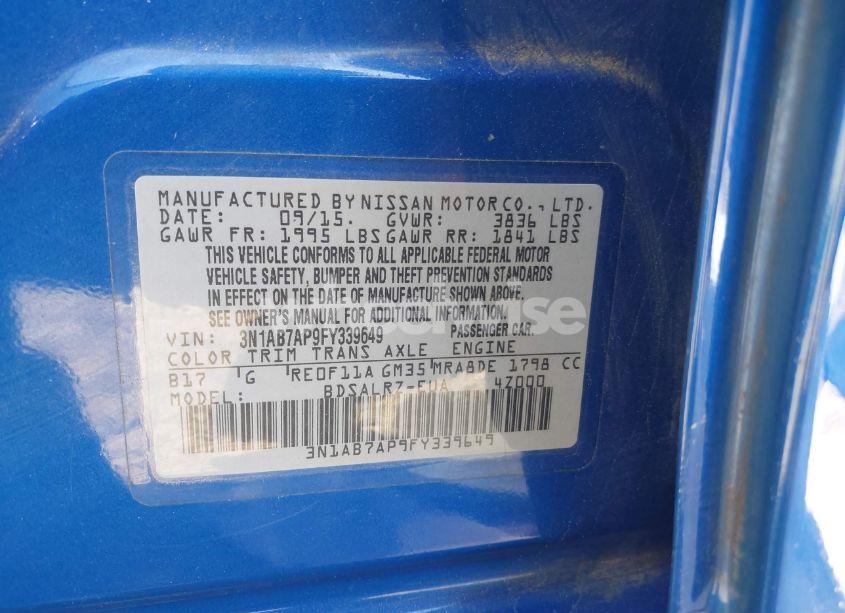 MANUFACTURED BY NISSAN MOTOR CO., LTD.
DATE: 09/15. GVWR: 3836 LBS
GAWR FR: 1995 LBS GAWR RR: 1841 LBS
THIS VEHICLE CONFORMS TO ALL APPLICABLE FEDERAL MOTOR
VEHICLE SAFETY, BUMPER AND THEFT PREVENTION STANDARDS
IN EFFECT ON THE DATE OF MANUFACTURE SHOWN ABOVE.
SEE OWNER'S MANUAL FOR ADDITIONAL INFORMATION.
VIN: 3N1AB7AP9FY339649 PASSENGER CAR
COLOR TRIM TRANS AXLE ENGINE
B17 G RE0F11A GM35 MRA8DE 1798 CC
MODEL: BDSALRZ-EUA 4Z000
3N1AB7AP9FY339649